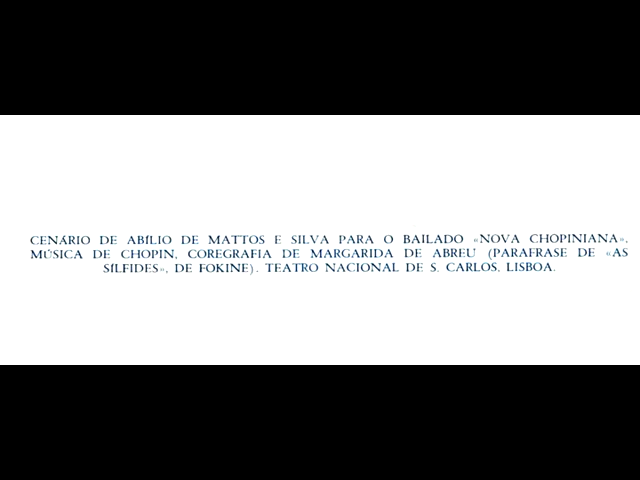 CENÁRIO DE ABÍLIO DE MATTOS E SILVA PARA O BAILADO «NOVA CHOPINIANA»,
MÚSICA DE CHOPIN, COREGRAFIA DE MARGARIDA DE ABREU (PARAFRASE DE «AS
SÍLFIDES», DE FOKINE). TEATRO NACIONAL DE S. CARLOS, LISBOA.